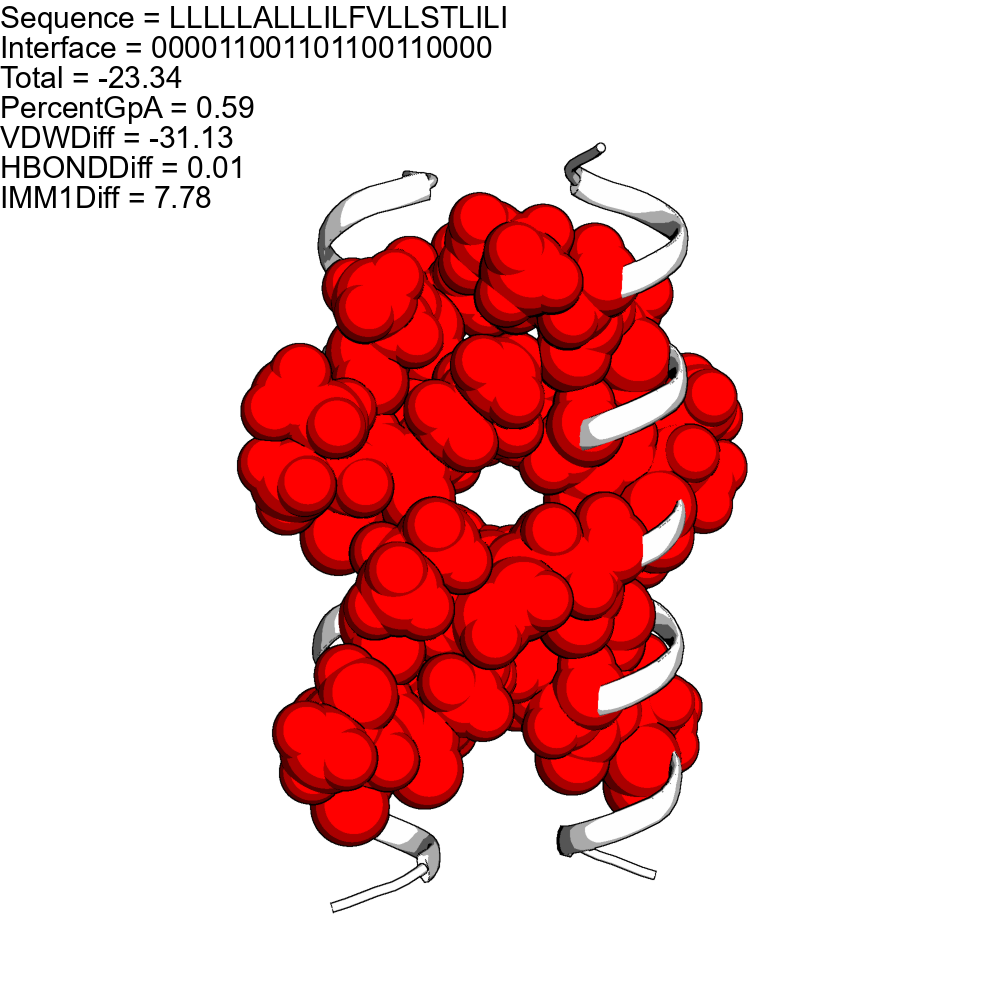 Sequence = LLLLLALLLILFVLLSTLILI
Interface = 000011001101100110000
Total = -23.34
PercentGpA = 0.59
VDWDiff = -31.13
HBONDDiff = 0.01
IMM1Diff = 7.78